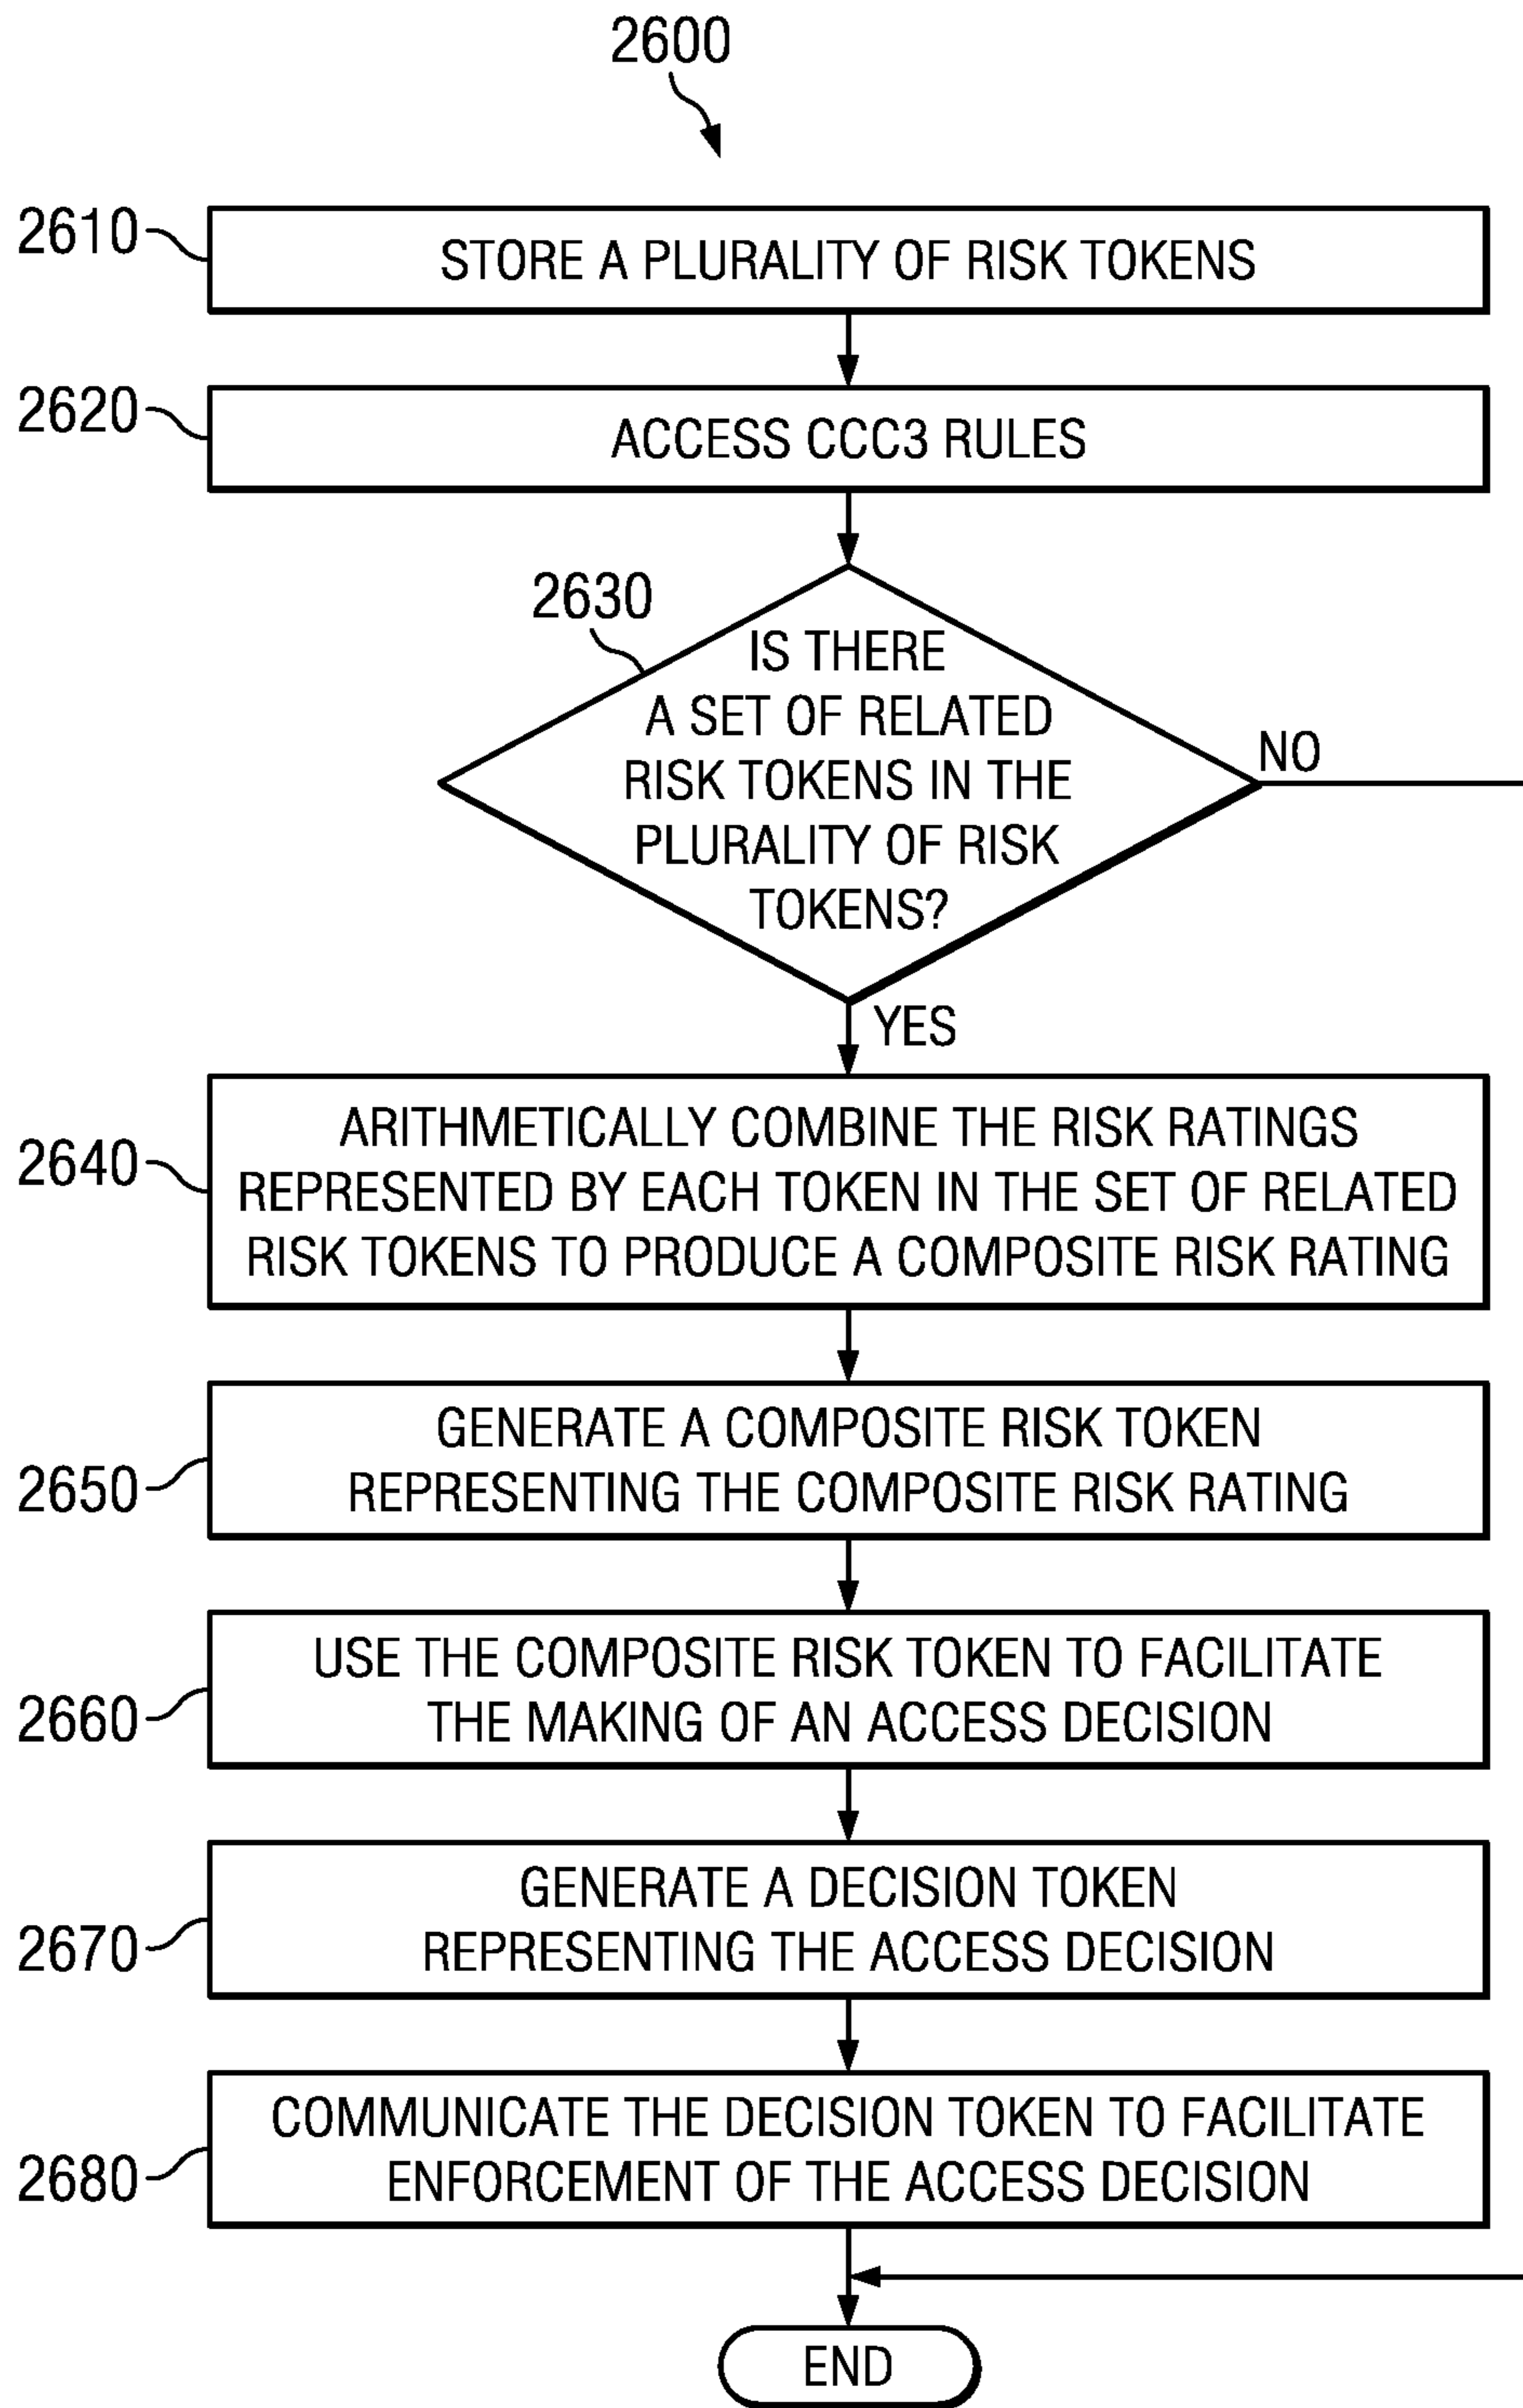 2600
2610
STORE A PLURALITY OF RISK TOKENS
2620
ACCESS CCC3 RULES
2630
IS THERE
A SET OF RELATED
RISK TOKENS IN THE
PLURALITY OF RISK
TOKENS?
NO
YES
2640
ARITHMETICALLY COMBINE THE RISK RATINGS
REPRESENTED BY EACH TOKEN IN THE SET OF RELATED
RISK TOKENS TO PRODUCE A COMPOSITE RISK RATING
2650
GENERATE A COMPOSITE RISK TOKEN
REPRESENTING THE COMPOSITE RISK RATING
2660
USE THE COMPOSITE RISK TOKEN TO FACILITATE
THE MAKING OF AN ACCESS DECISION
2670
GENERATE A DECISION TOKEN
REPRESENTING THE ACCESS DECISION
2680
COMMUNICATE THE DECISION TOKEN TO FACILITATE
ENFORCEMENT OF THE ACCESS DECISION
END